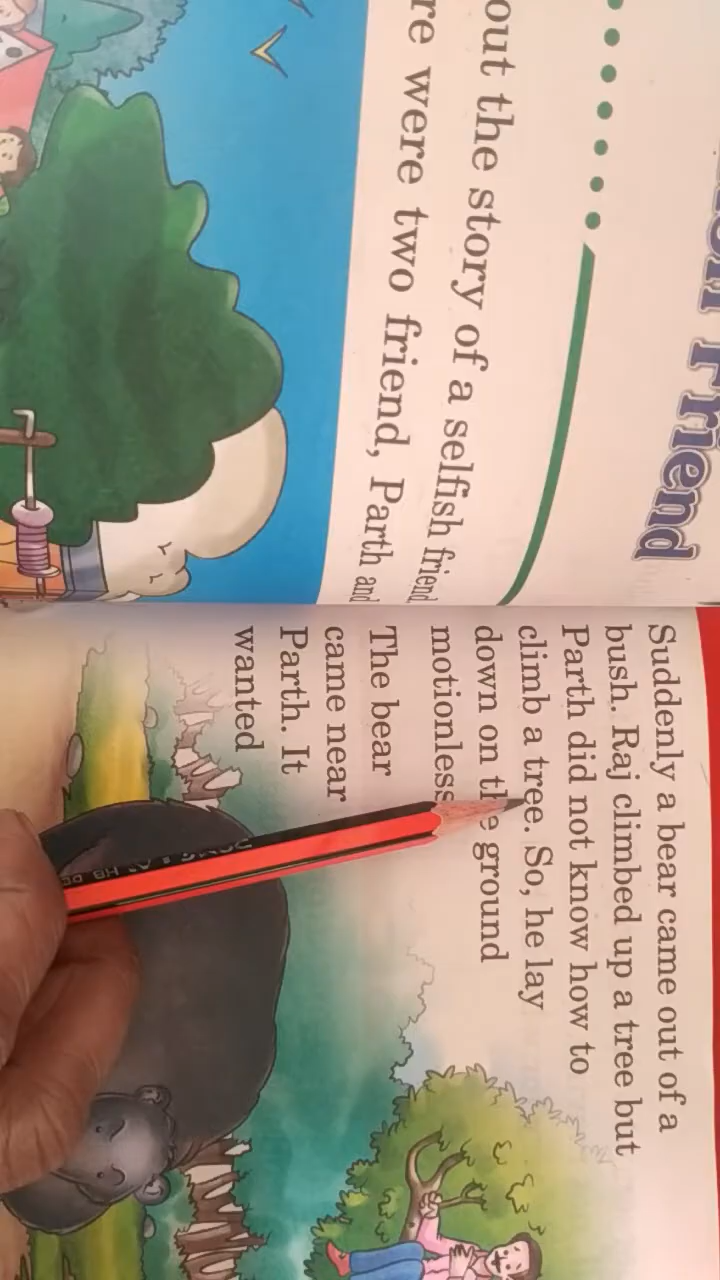 Friend
out the story of a selfish friend
re were two friend, Parth and
Suddenly a bear came out of a
bush. Raj climbed up a tree but
Parth did not know how to
climb a tree. So, he lay
down on the ground
motionless
The bear
came near
Parth. It
wanted
HB